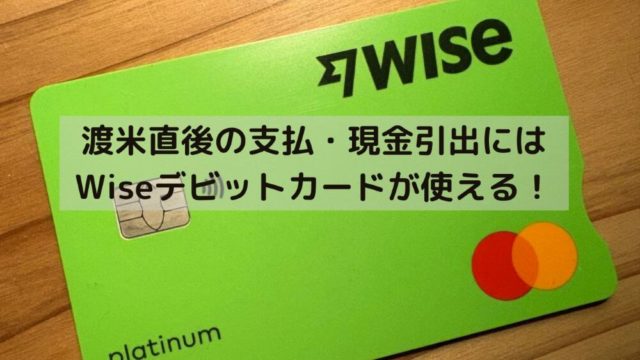 WISE
渡米直後の支払・現金引出には
Wiseデビットカードが使える！
platinum